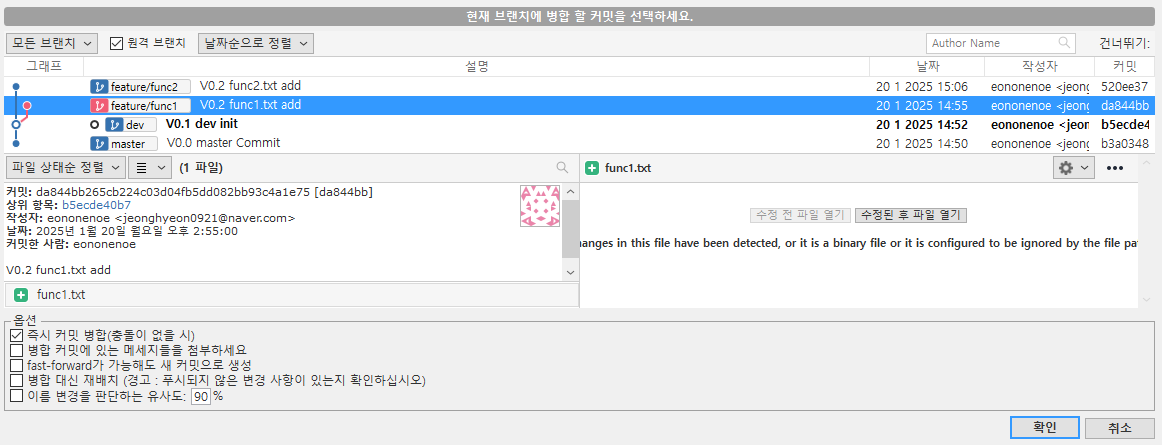 현재 브랜치에 병합 할 커밋을 선택하세요.
모든 브랜치 원격 브랜치 날짜순으로 정렬 Author Name 건너뛰기:
그래프 설명 날짜 작성자 커밋
feature/func2 V0.2 func2.txt add 20 1 2025 15:06 eononenoe <jeong 520ee37
feature/func1 V0.2 func1.txt add 20 1 2025 14:55 eononenoe <jeong da844bb
dev V0.1 dev init 20 1 2025 14:52 eononenoe <jeon b5ecde4
master V0.0 master Commit 20 1 2025 14:50 eononenoe <jeong b3a0348
파일 상태순 정렬 (1 파일)
커밋: da844bb265cb224c03d04fb5dd082bb93c4a1e75 [da844bb]
상위 항목: b5ecde40b7
작성자: eononenoe <jeonghyeon0921@naver.com>
날짜: 2025년 1월 20일 월요일 오후 2:55:00
커밋한 사람: eononenoe
V0.2 func1.txt add
func1.txt
func1.txt
수정 전 파일 열기 수정된 후 파일 열기
anges in this file have been detected, or it is a binary file or it is configured to be ignored by the file pa
옵션
즉시 커밋 병합(충돌이 없을 시)
병합 커밋에 있는 메세지들을 첨부하세요
fast-forward가 가능해도 새 커밋으로 생성
병합 대신 재배치 (경고 : 푸시되지 않은 변경 사항이 있는지 확인하십시오)
이름 변경을 판단하는 유사도: 90 %
확인 취소